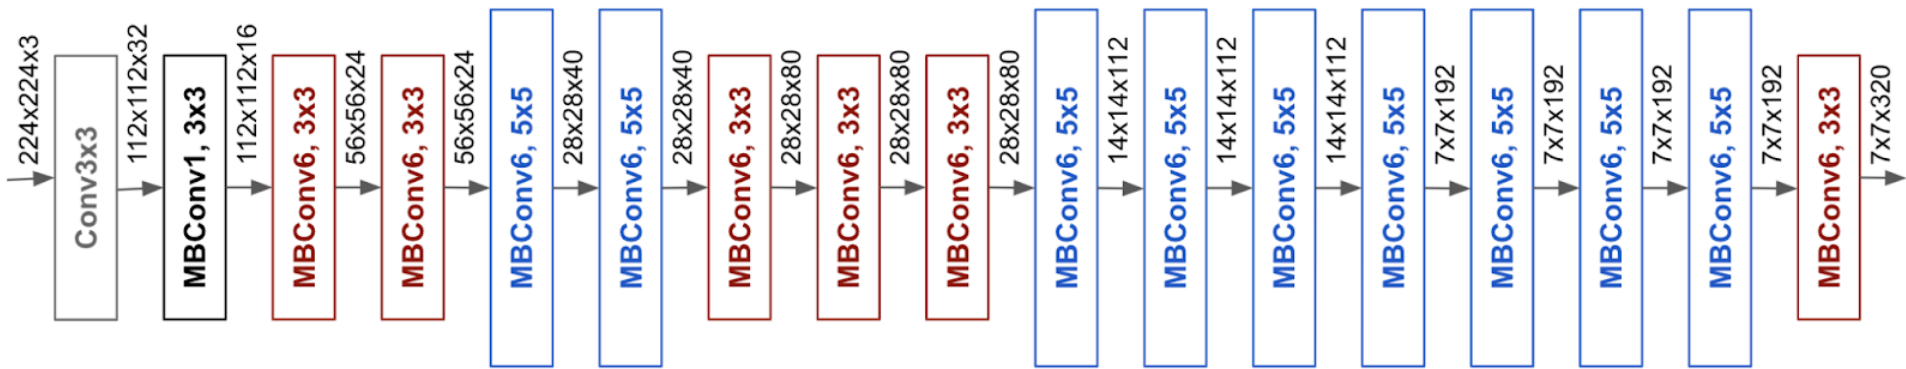 224x224x3
Conv3x3
112x112x32
MBConv1, 3x3
112x112x16
MBConv6, 3x3
56x56x24
MBConv6, 3x3
56x56x24
MBConv6, 5x5
28x28x40
MBConv6, 5x5
28x28x40
MBConv6, 3x3
28x28x80
MBConv6, 3x3
28x28x80
MBConv6, 3x3
28x28x80
MBConv6, 5x5
14x14x112
MBConv6, 5x5
14x14x112
MBConv6, 5x5
14x14x112
MBConv6, 5x5
7x7x192
MBConv6, 5x5
7x7x192
MBConv6, 5x5
7x7x192
MBConv6, 5x5
7x7x192
MBConv6, 3x3
7x7x320